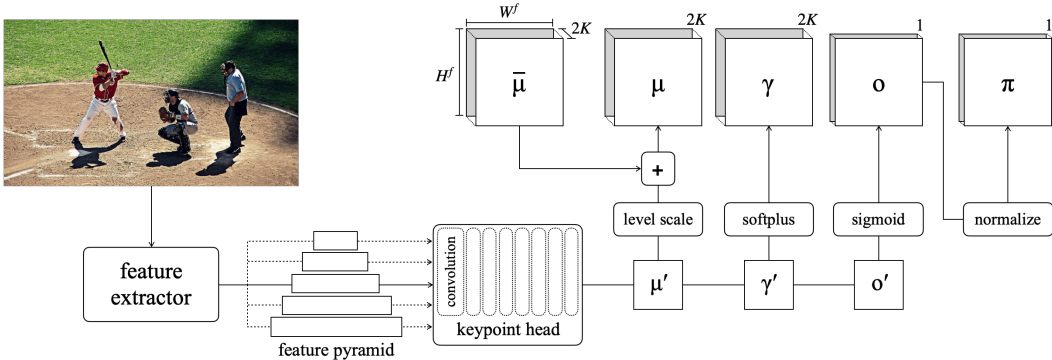 W^f
2K
H^f
μ̄
2K
μ
2K
γ
1
o
1
π
+
level scale
softplus
sigmoid
normalize
feature
extractor
feature pyramid
convolution
keypoint head
μ′
γ′
o′